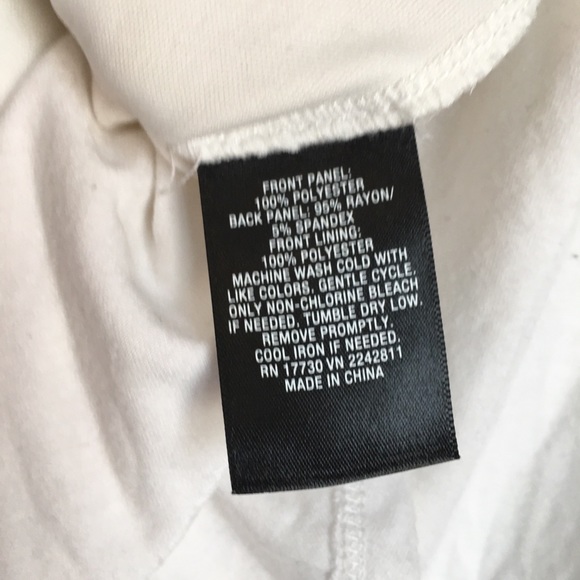 FRONT PANEL:
100% POLYESTER
BACK PANEL: 95% RAYON/
5% SPANDEX
FRONT LINING:
100% POLYESTER
MACHINE WASH COLD WITH
LIKE COLORS, GENTLE CYCLE.
ONLY NON-CHLORINE BLEACH
IF NEEDED. TUMBLE DRY LOW.
REMOVE PROMPTLY.
COOL IRON IF NEEDED.
RN 17730 VN 2242811
MADE IN CHINA